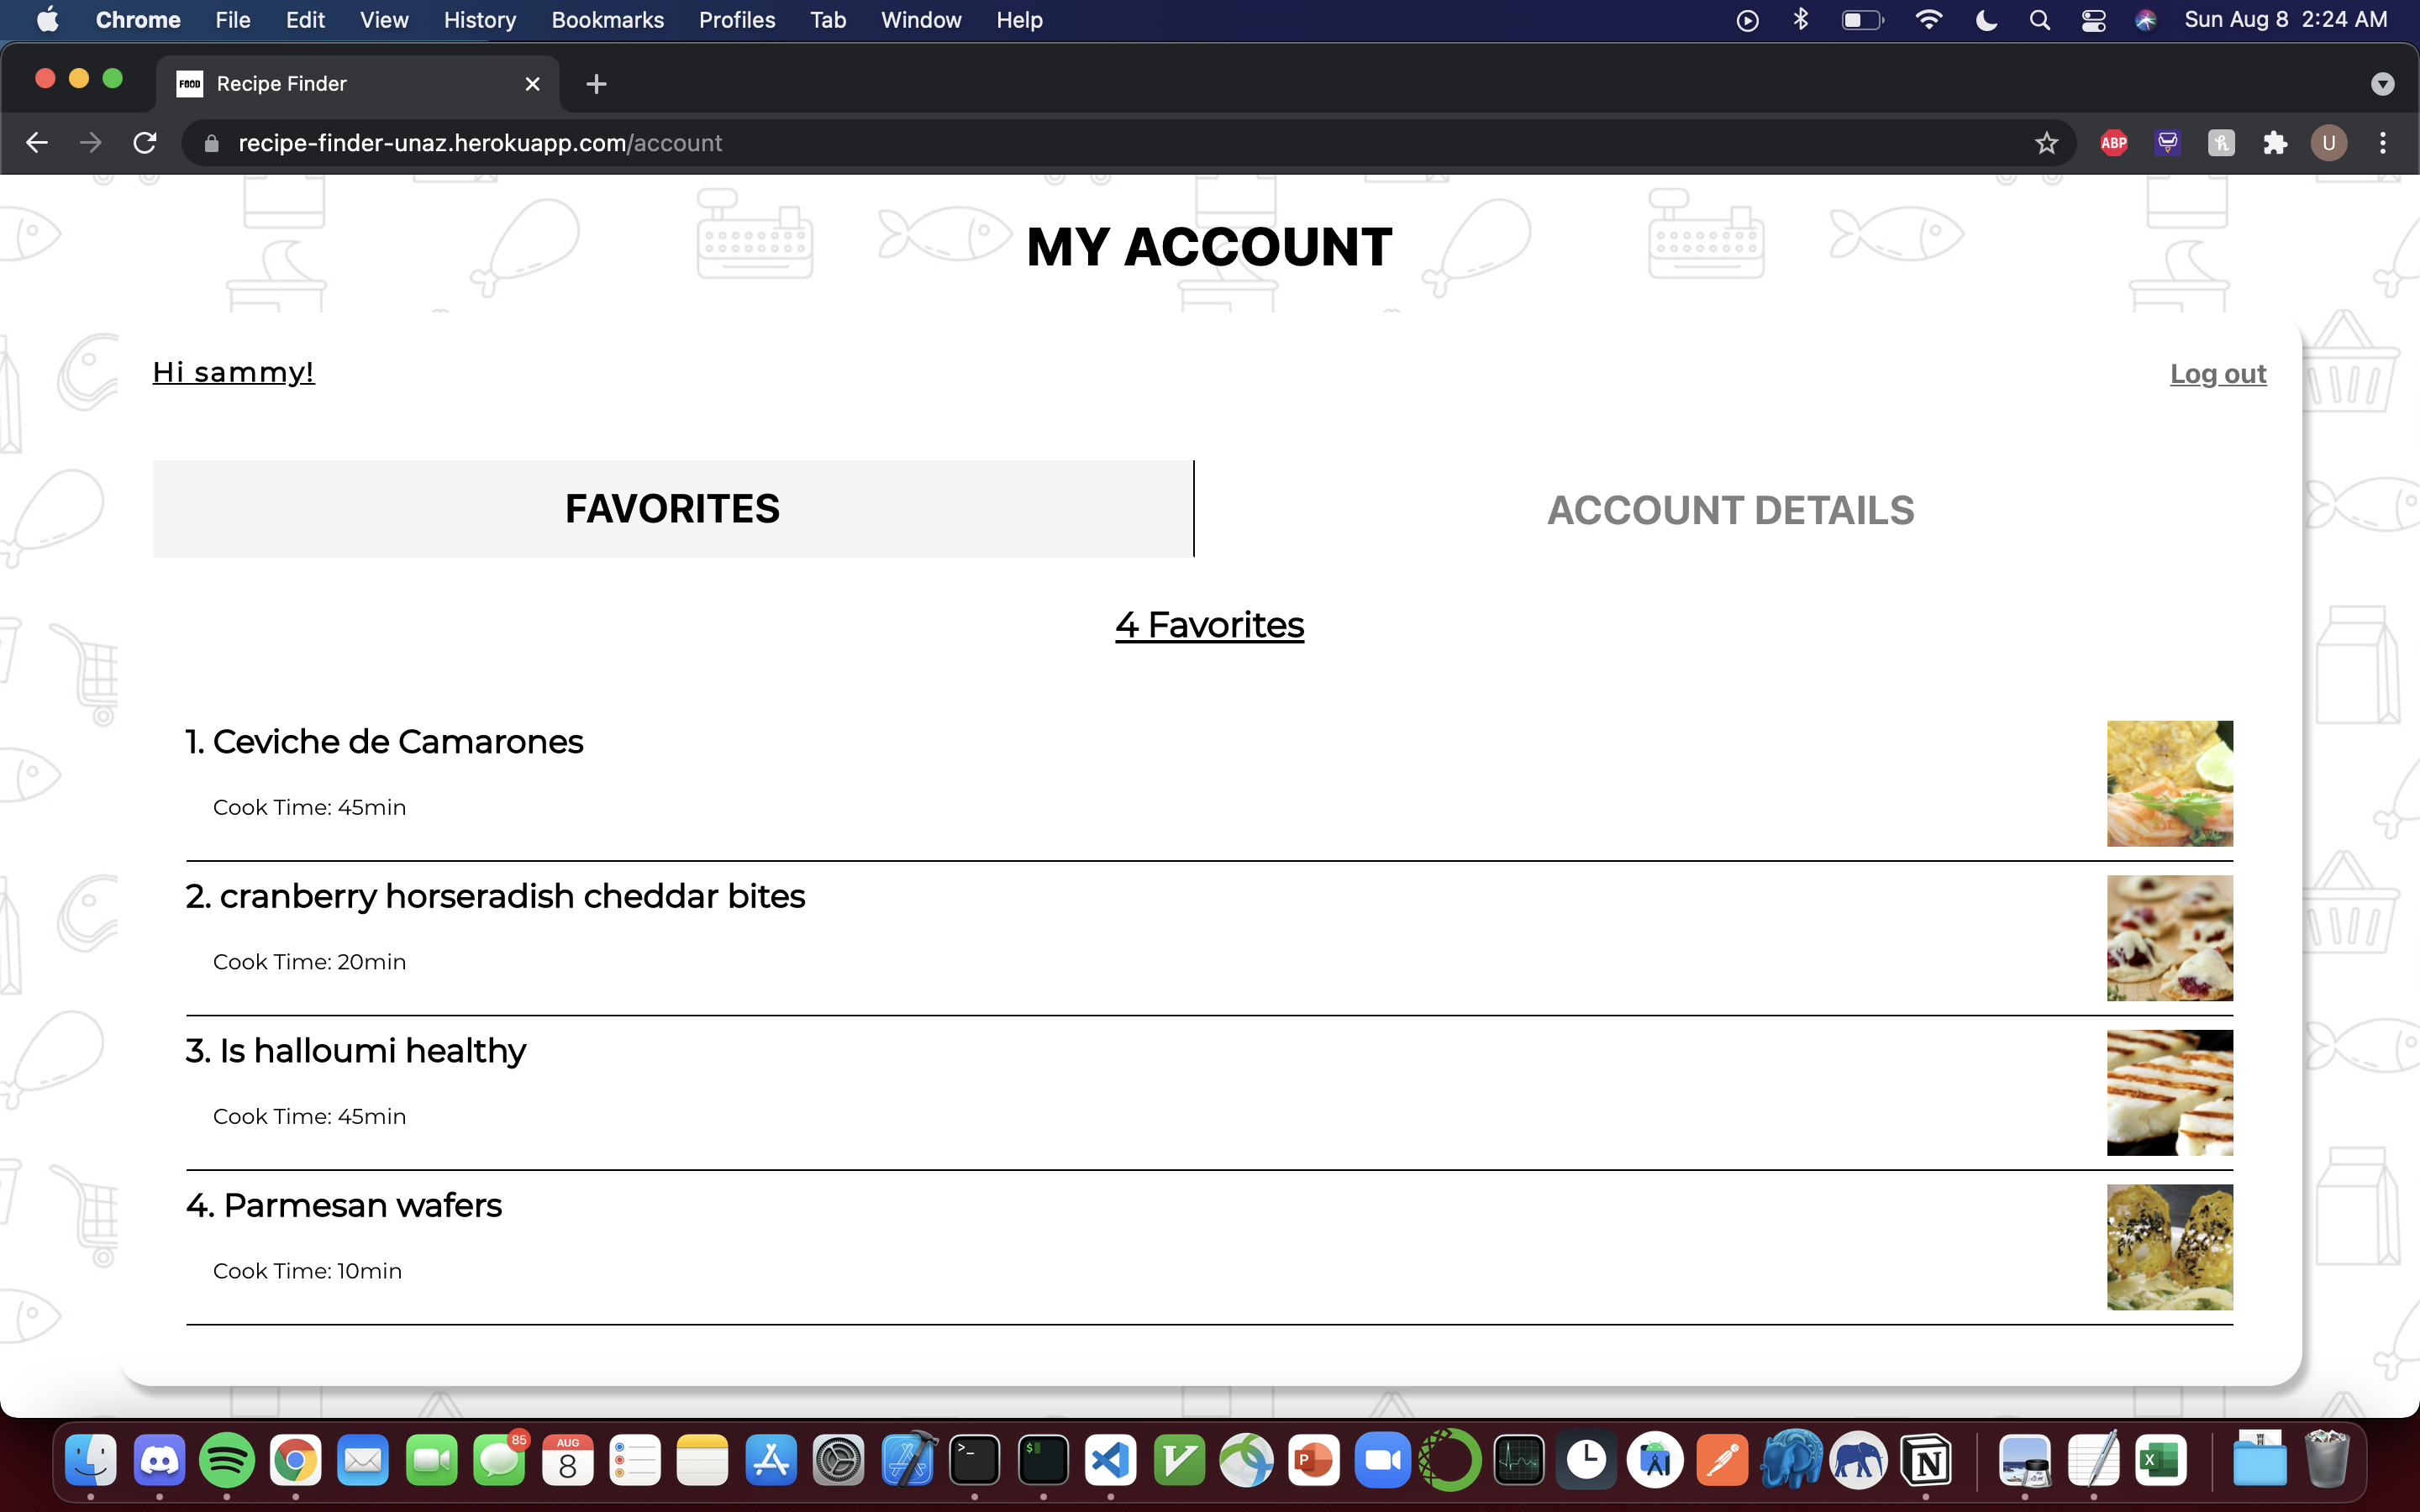 Chrome File Edit View History Bookmarks Profiles Tab Window Help Sun Aug 8 2:24 AM
FOOD Recipe Finder
recipe-finder-unaz.herokuapp.com/account ABP h U
MY ACCOUNT
Hi sammy! Log out
FAVORITES ACCOUNT DETAILS
4 Favorites
1. Ceviche de Camarones
Cook Time: 45min
2. cranberry horseradish cheddar bites
Cook Time: 20min
3. Is halloumi healthy
Cook Time: 45min
4. Parmesan wafers
Cook Time: 10min
85
AUG
8